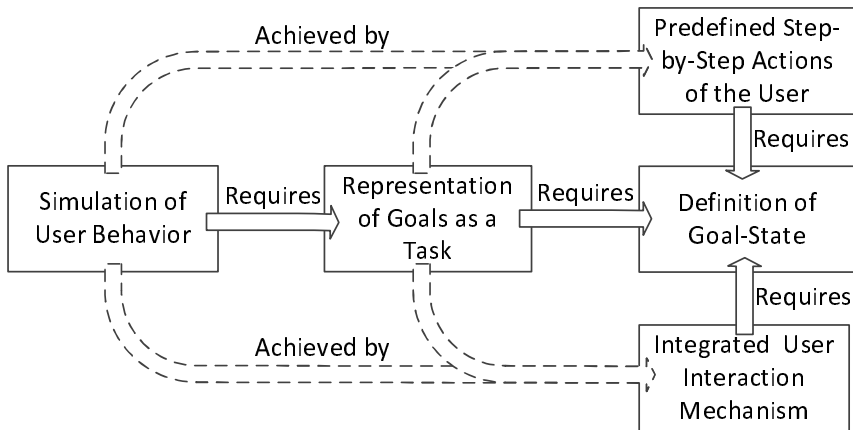 Achieved by
Predefined Step-
by-Step Actions
of the User
Requires
Simulation of
User Behavior
Requires
Representation
of Goals as a
Task
Requires
Definition of
Goal-State
Requires
Achieved by
Integrated User
Interaction
Mechanism